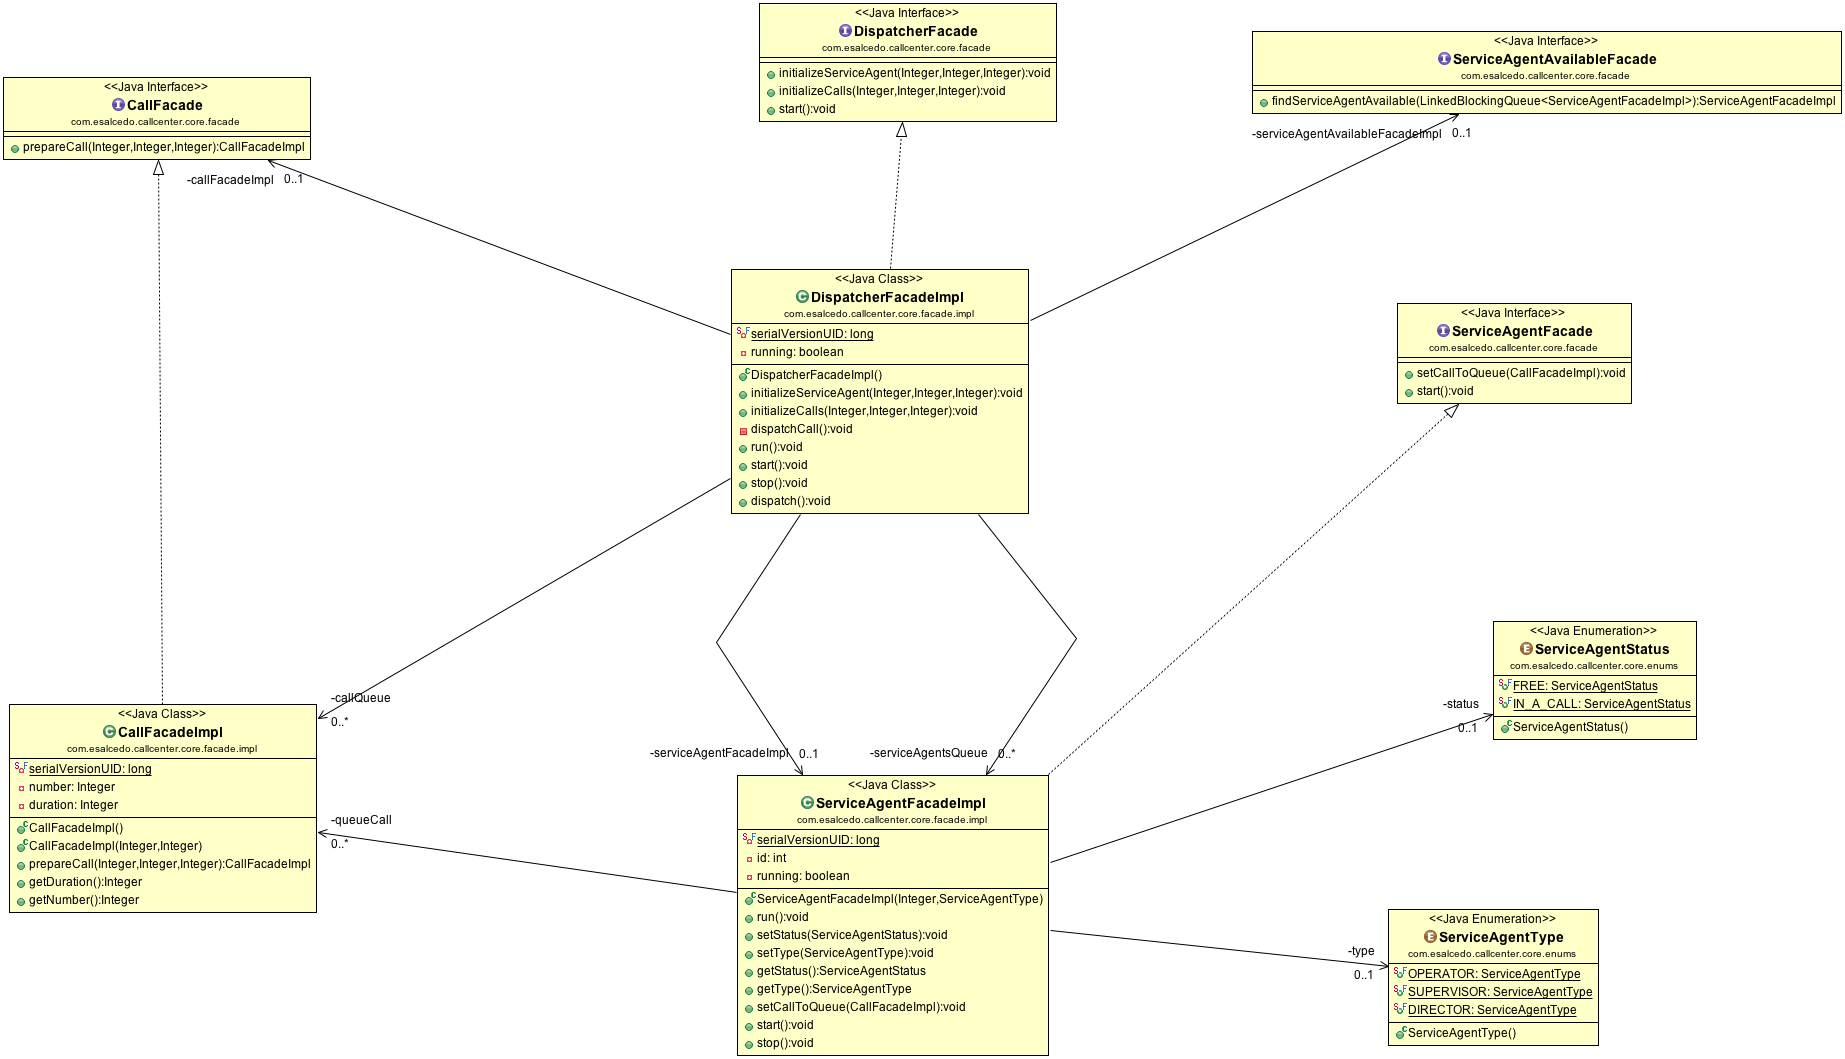 <<Java Interface>>
DispatcherFacade
com.esalcedo.callcenter.core.facade
initializeServiceAgent(Integer,Integer,Integer):void
initializeCalls(Integer,Integer,Integer):void
start():void
<<Java Interface>>
ServiceAgentAvailableFacade
com.esalcedo.callcenter.core.facade
findServiceAgentAvailable(LinkedBlockingQueue<ServiceAgentFacadeImpl>):ServiceAgentFacadeImpl
<<Java Interface>>
CallFacade
com.esalcedo.callcenter.core.facade
prepareCall(Integer,Integer,Integer):CallFacadeImpl
-callFacadeImpl 0..1
-serviceAgentAvailableFacadeImpl 0..1
<<Java Class>>
DispatcherFacadeImpl
com.esalcedo.callcenter.core.facade.impl
serialVersionUID: long
running: boolean
DispatcherFacadeImpl()
initializeServiceAgent(Integer,Integer,Integer):void
initializeCalls(Integer,Integer,Integer):void
dispatchCall():void
run():void
start():void
stop():void
dispatch():void
<<Java Interface>>
ServiceAgentFacade
com.esalcedo.callcenter.core.facade
setCallToQueue(CallFacadeImpl):void
start():void
<<Java Enumeration>>
ServiceAgentStatus
com.esalcedo.callcenter.core.enums
FREE: ServiceAgentStatus
IN_A_CALL: ServiceAgentStatus
ServiceAgentStatus()
-status
0..1
-callQueue
0..*
<<Java Class>>
CallFacadeImpl
com.esalcedo.callcenter.core.facade.impl
serialVersionUID: long
number: Integer
duration: Integer
CallFacadeImpl()
CallFacadeImpl(Integer,Integer)
prepareCall(Integer,Integer,Integer):CallFacadeImpl
getDuration():Integer
getNumber():Integer
-queueCall
0..*
-serviceAgentFacadeImpl 0..1
-serviceAgentsQueue 0..*
<<Java Class>>
ServiceAgentFacadeImpl
com.esalcedo.callcenter.core.facade.impl
serialVersionUID: long
id: int
running: boolean
ServiceAgentFacadeImpl(Integer,ServiceAgentType)
run():void
setStatus(ServiceAgentStatus):void
setType(ServiceAgentType):void
getStatus():ServiceAgentStatus
getType():ServiceAgentType
setCallToQueue(CallFacadeImpl):void
start():void
stop():void
-type
0..1
<<Java Enumeration>>
ServiceAgentType
com.esalcedo.callcenter.core.enums
OPERATOR: ServiceAgentType
SUPERVISOR: ServiceAgentType
DIRECTOR: ServiceAgentType
ServiceAgentType()